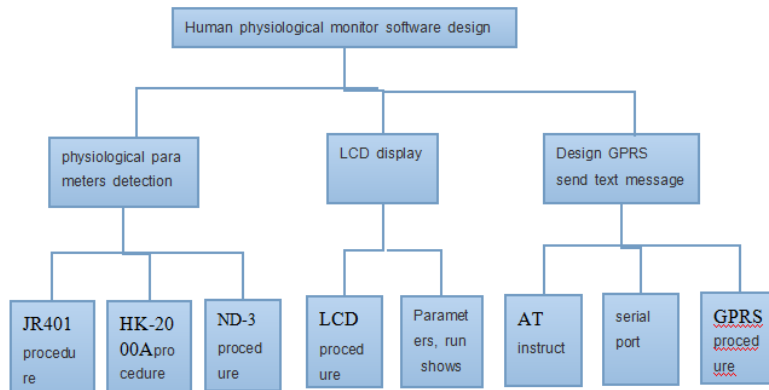 Human physiological monitor software design
physiological para
meters detection
LCD display
Design GPRS
send text message
JR401
procedu
re
HK-20
00Apro
cedure
ND-3
proced
ure
LCD
proced
ure
Paramet
ers, run
shows
AT
instruct
serial
port
GPRS
proced
ure